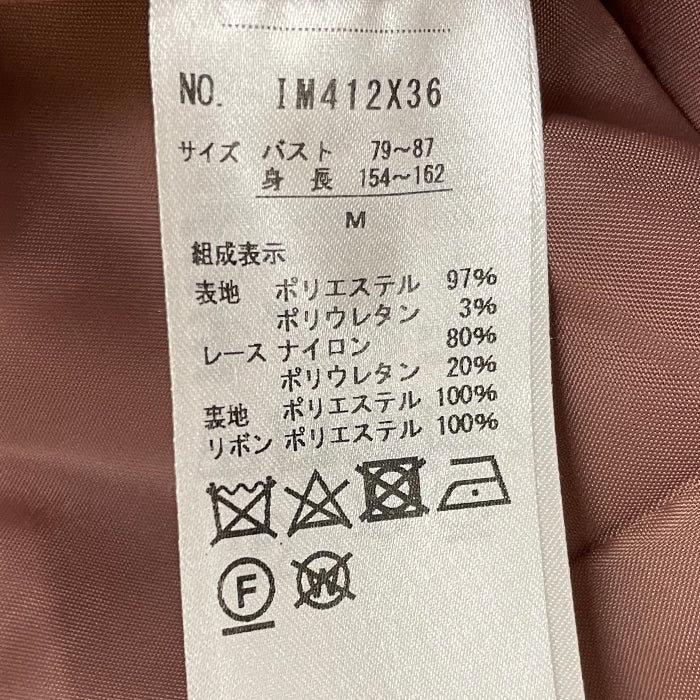 NO. IM412X36
サイズ バスト 79～87
身 長 154～162
M
組成表示
表地 ポリエステル 97%
ポリウレタン 3%
レース ナイロン 80%
ポリウレタン 20%
裏地 ポリエステル 100%
リボン ポリエステル 100%
F
W